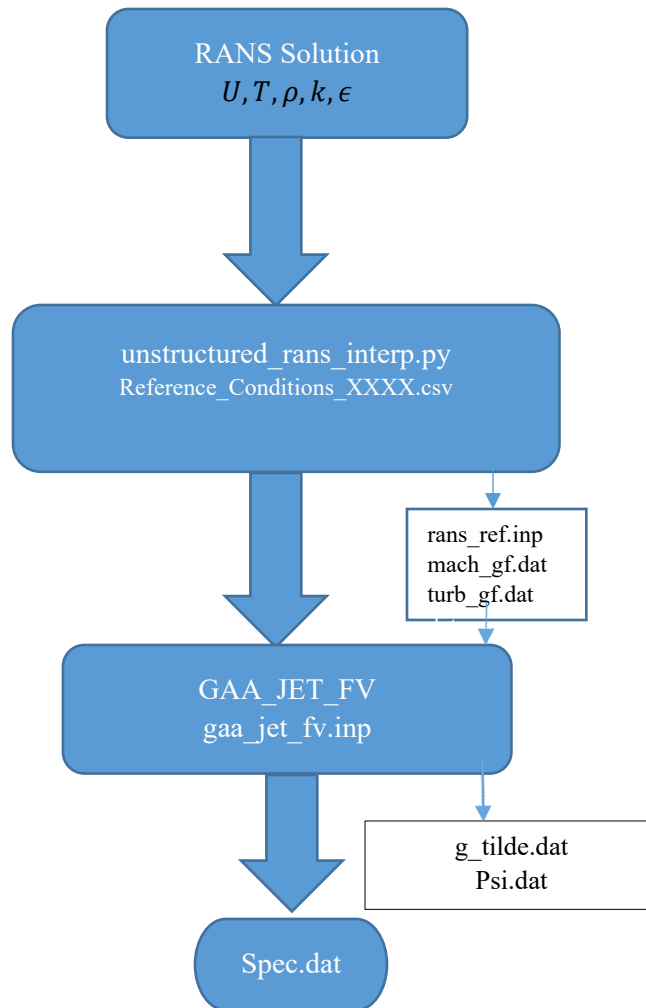 RANS Solution
U, T, ρ, k, ϵ
unstructured_rans_interp.py
Reference_Conditions_XXXX.csv
rans_ref.inp
mach_gf.dat
turb_gf.dat
GAA_JET_FV
gaa_jet_fv.inp
g_tilde.dat
Psi.dat
Spec.dat